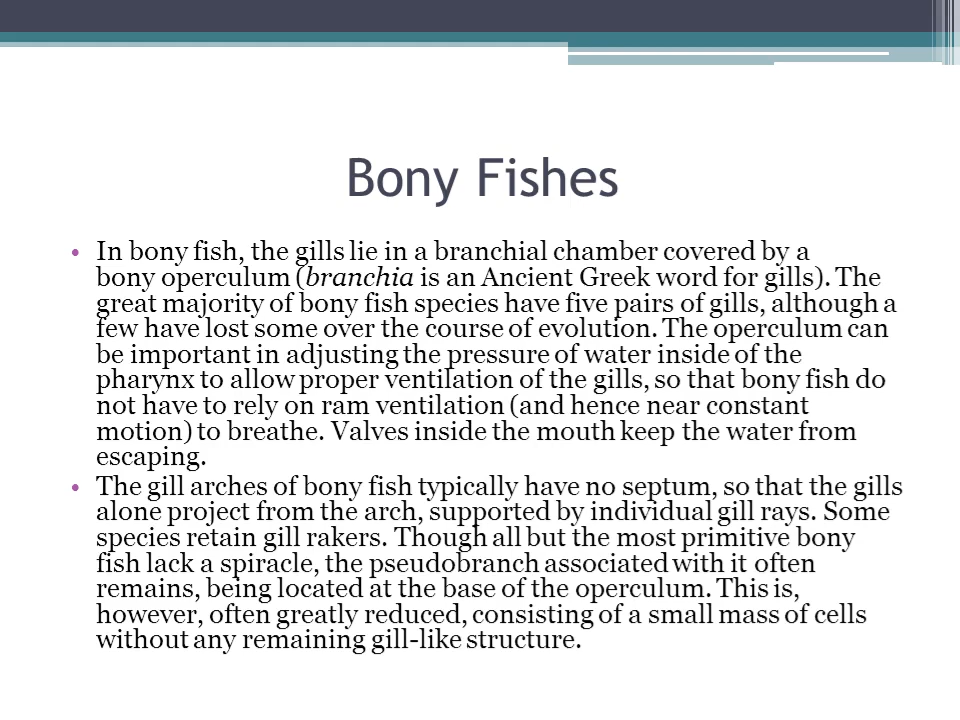 Bony Fishes
• In bony fish, the gills lie in a branchial chamber covered by a
bony operculum (branchia is an Ancient Greek word for gills). The
great majority of bony fish species have five pairs of gills, although a
few have lost some over the course of evolution. The operculum can
be important in adjusting the pressure of water inside of the
pharynx to allow proper ventilation of the gills, so that bony fish do
not have to rely on ram ventilation (and hence near constant
motion) to breathe. Valves inside the mouth keep the water from
escaping.
• The gill arches of bony fish typically have no septum, so that the gills
alone project from the arch, supported by individual gill rays. Some
species retain gill rakers. Though all but the most primitive bony
fish lack a spiracle, the pseudobranch associated with it often
remains, being located at the base of the operculum. This is,
however, often greatly reduced, consisting of a small mass of cells
without any remaining gill-like structure.